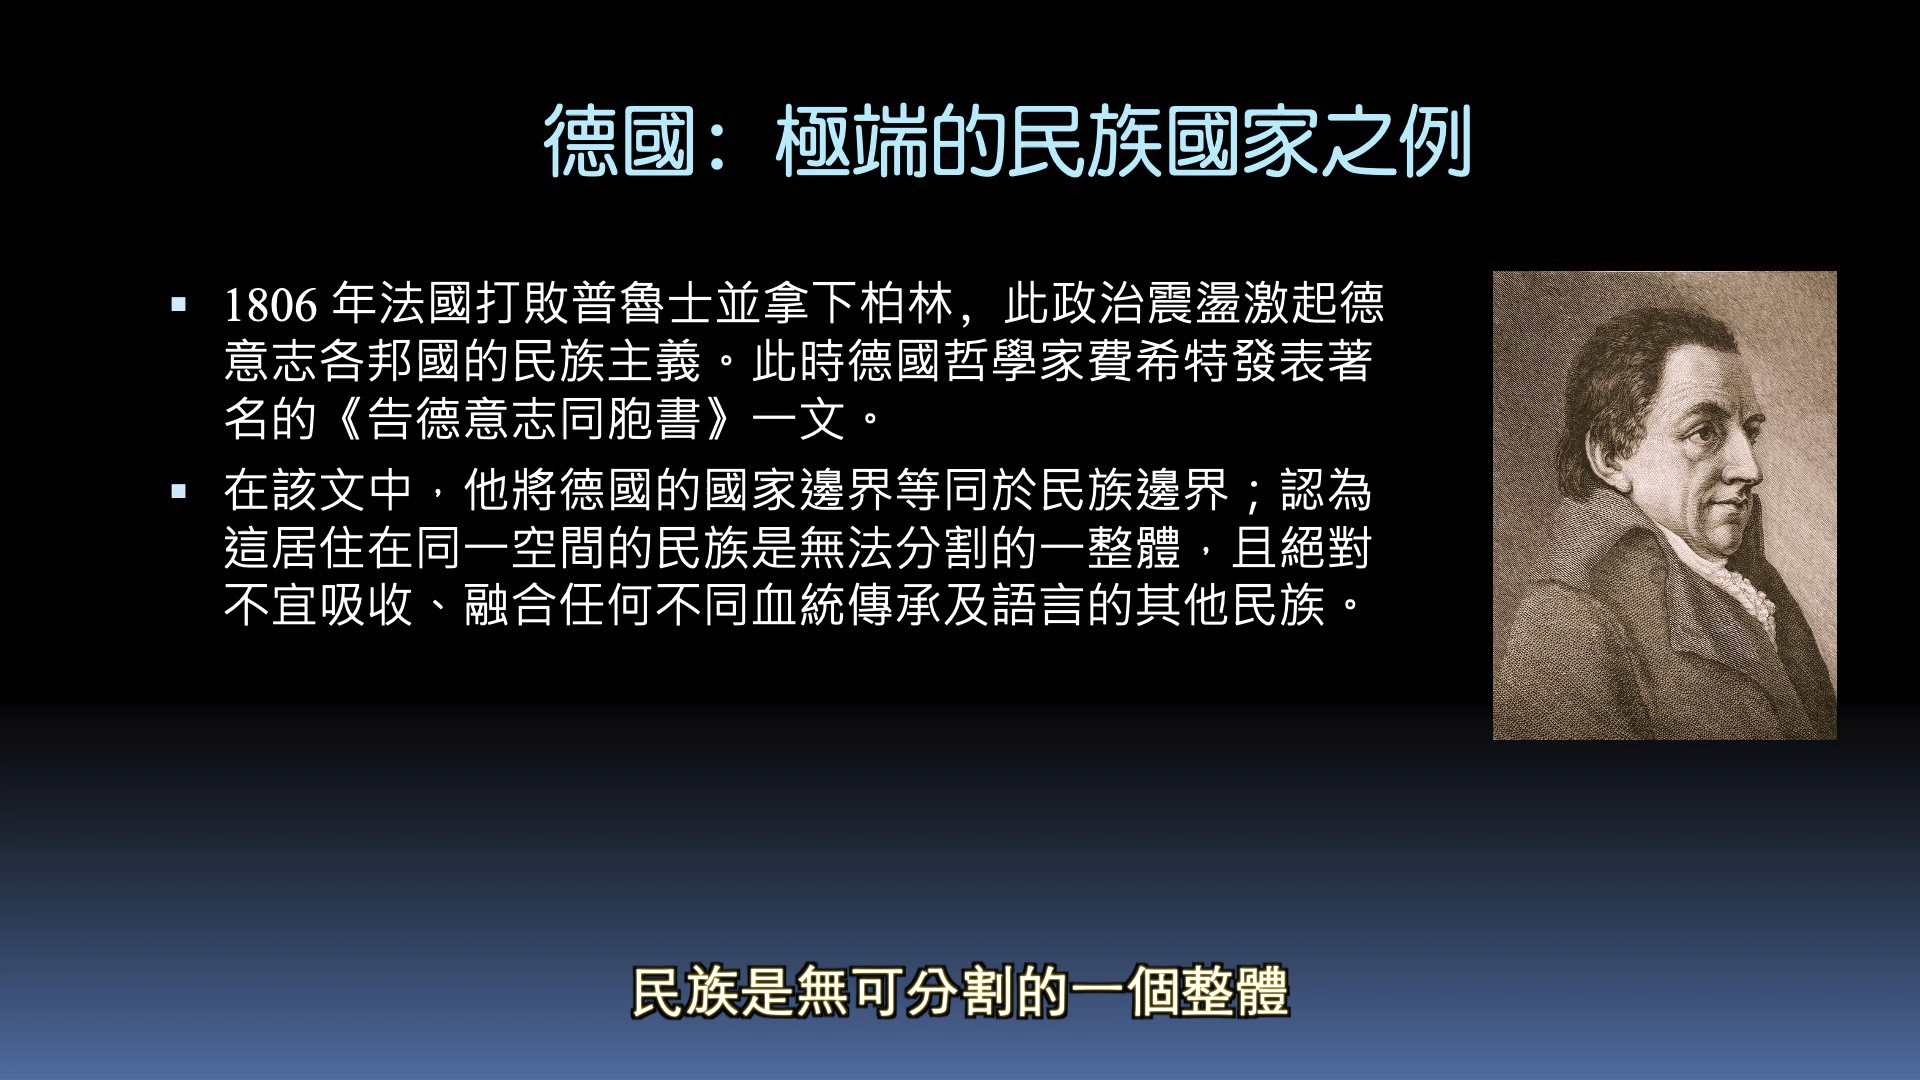 德國：極端的民族國家之例
▪ 1806 年法國打敗普魯士並拿下柏林，此政治震盪激起德
意志各邦國的民族主義。此時德國哲學家費希特發表著
名的《告德意志同胞書》一文。
▪ 在該文中，他將德國的國家邊界等同於民族邊界；認為
這居住在同一空間的民族是無法分割的一整體，且絕對
不宜吸收、融合任何不同血統傳承及語言的其他民族。
民族是無可分割的一個整體